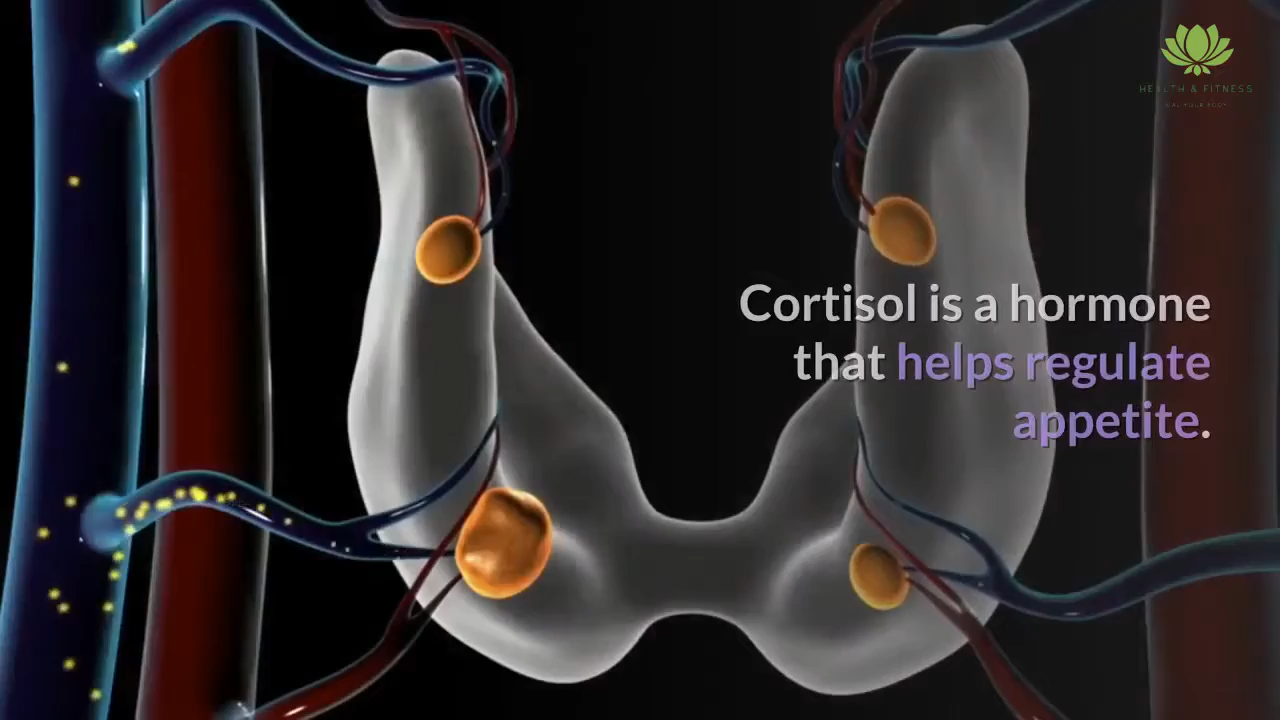 HEALTH & FITNESS
Cortisol is a hormone
that helps regulate
appetite.